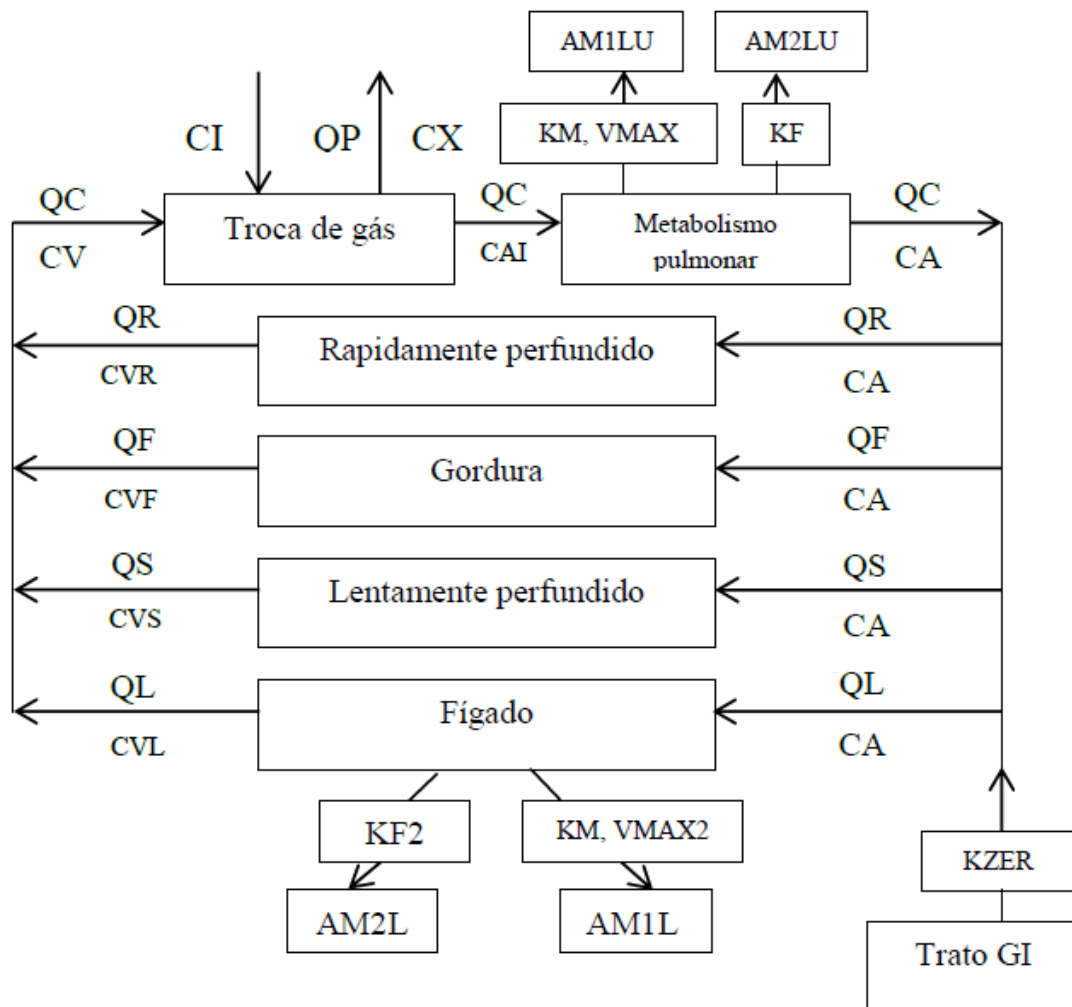 AM1LU
AM2LU
KM, VMAX
KF
CI
QP
CX
QC
CV
Troca de gás
QC
CAI
Metabolismo
pulmonar
QC
CA
QR
CVR
Rapidamente perfundido
QR
CA
QF
CVF
Gordura
QF
CA
QS
CVS
Lentamente perfundido
QS
CA
QL
CVL
Fígado
QL
CA
KF2
KM, VMAX2
KZER
AM2L
AM1L
Trato GI